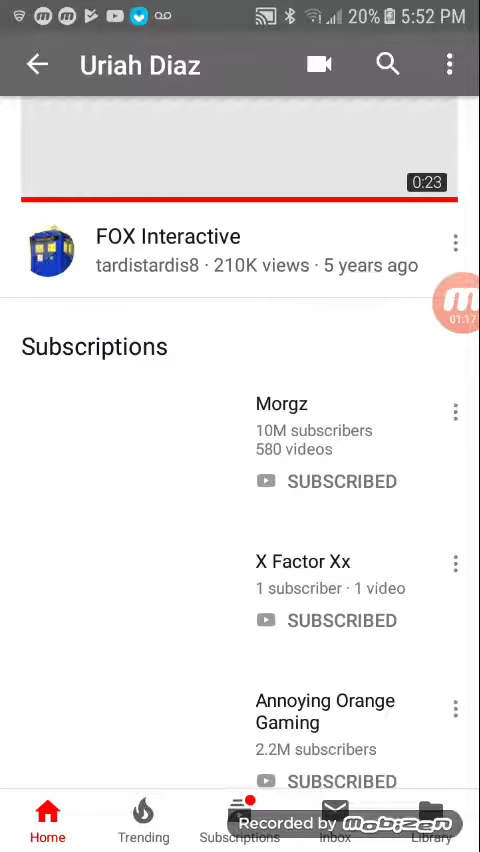 20% 5:52 PM
Uriah Diaz
0:23
FOX Interactive
tardistardis8 · 210K views · 5 years ago
01:17
Subscriptions
Morgz
10M subscribers
580 videos
SUBSCRIBED
X Factor Xx
1 subscriber · 1 video
SUBSCRIBED
Annoying Orange
Gaming
2.2M subscribers
SUBSCRIBED
Recorded by mobizen
Home Trending Subscriptions Inbox Library